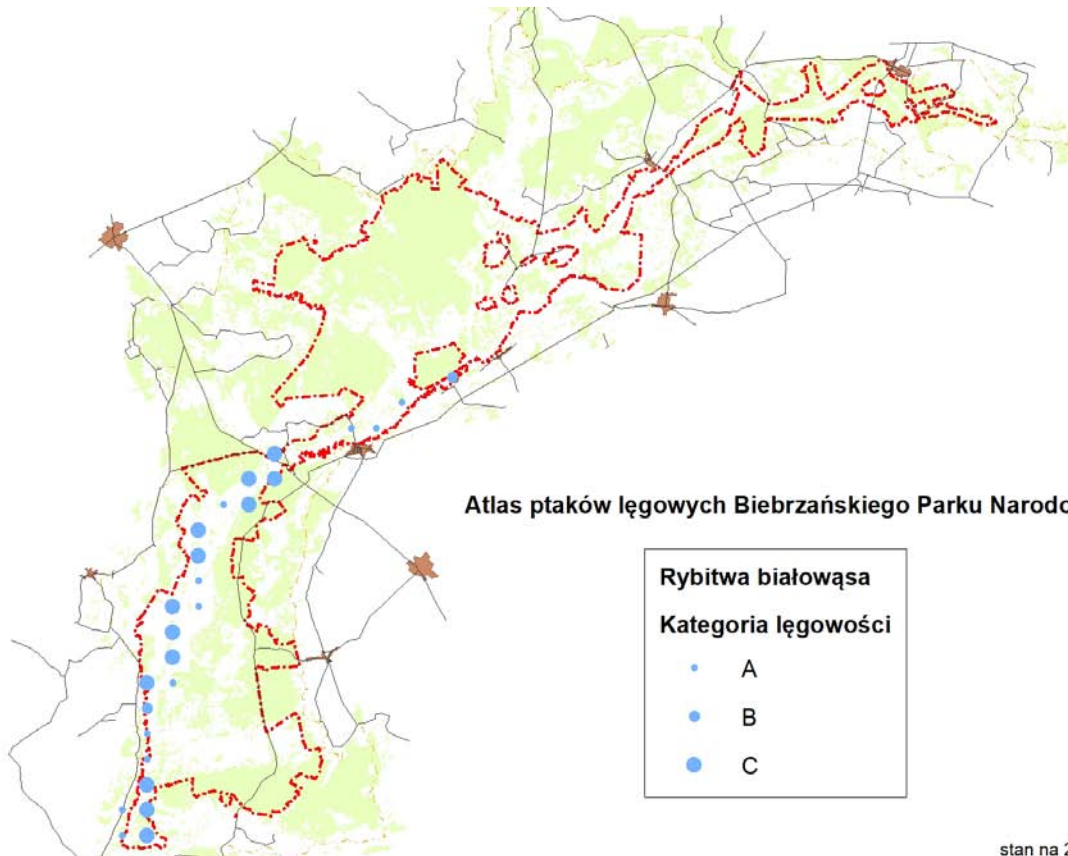 Atlas ptaków lęgowych Biebrzańskiego Parku Narodo
Rybitwa białowąsa
Kategoria lęgowości
A
B
C
stan na 2